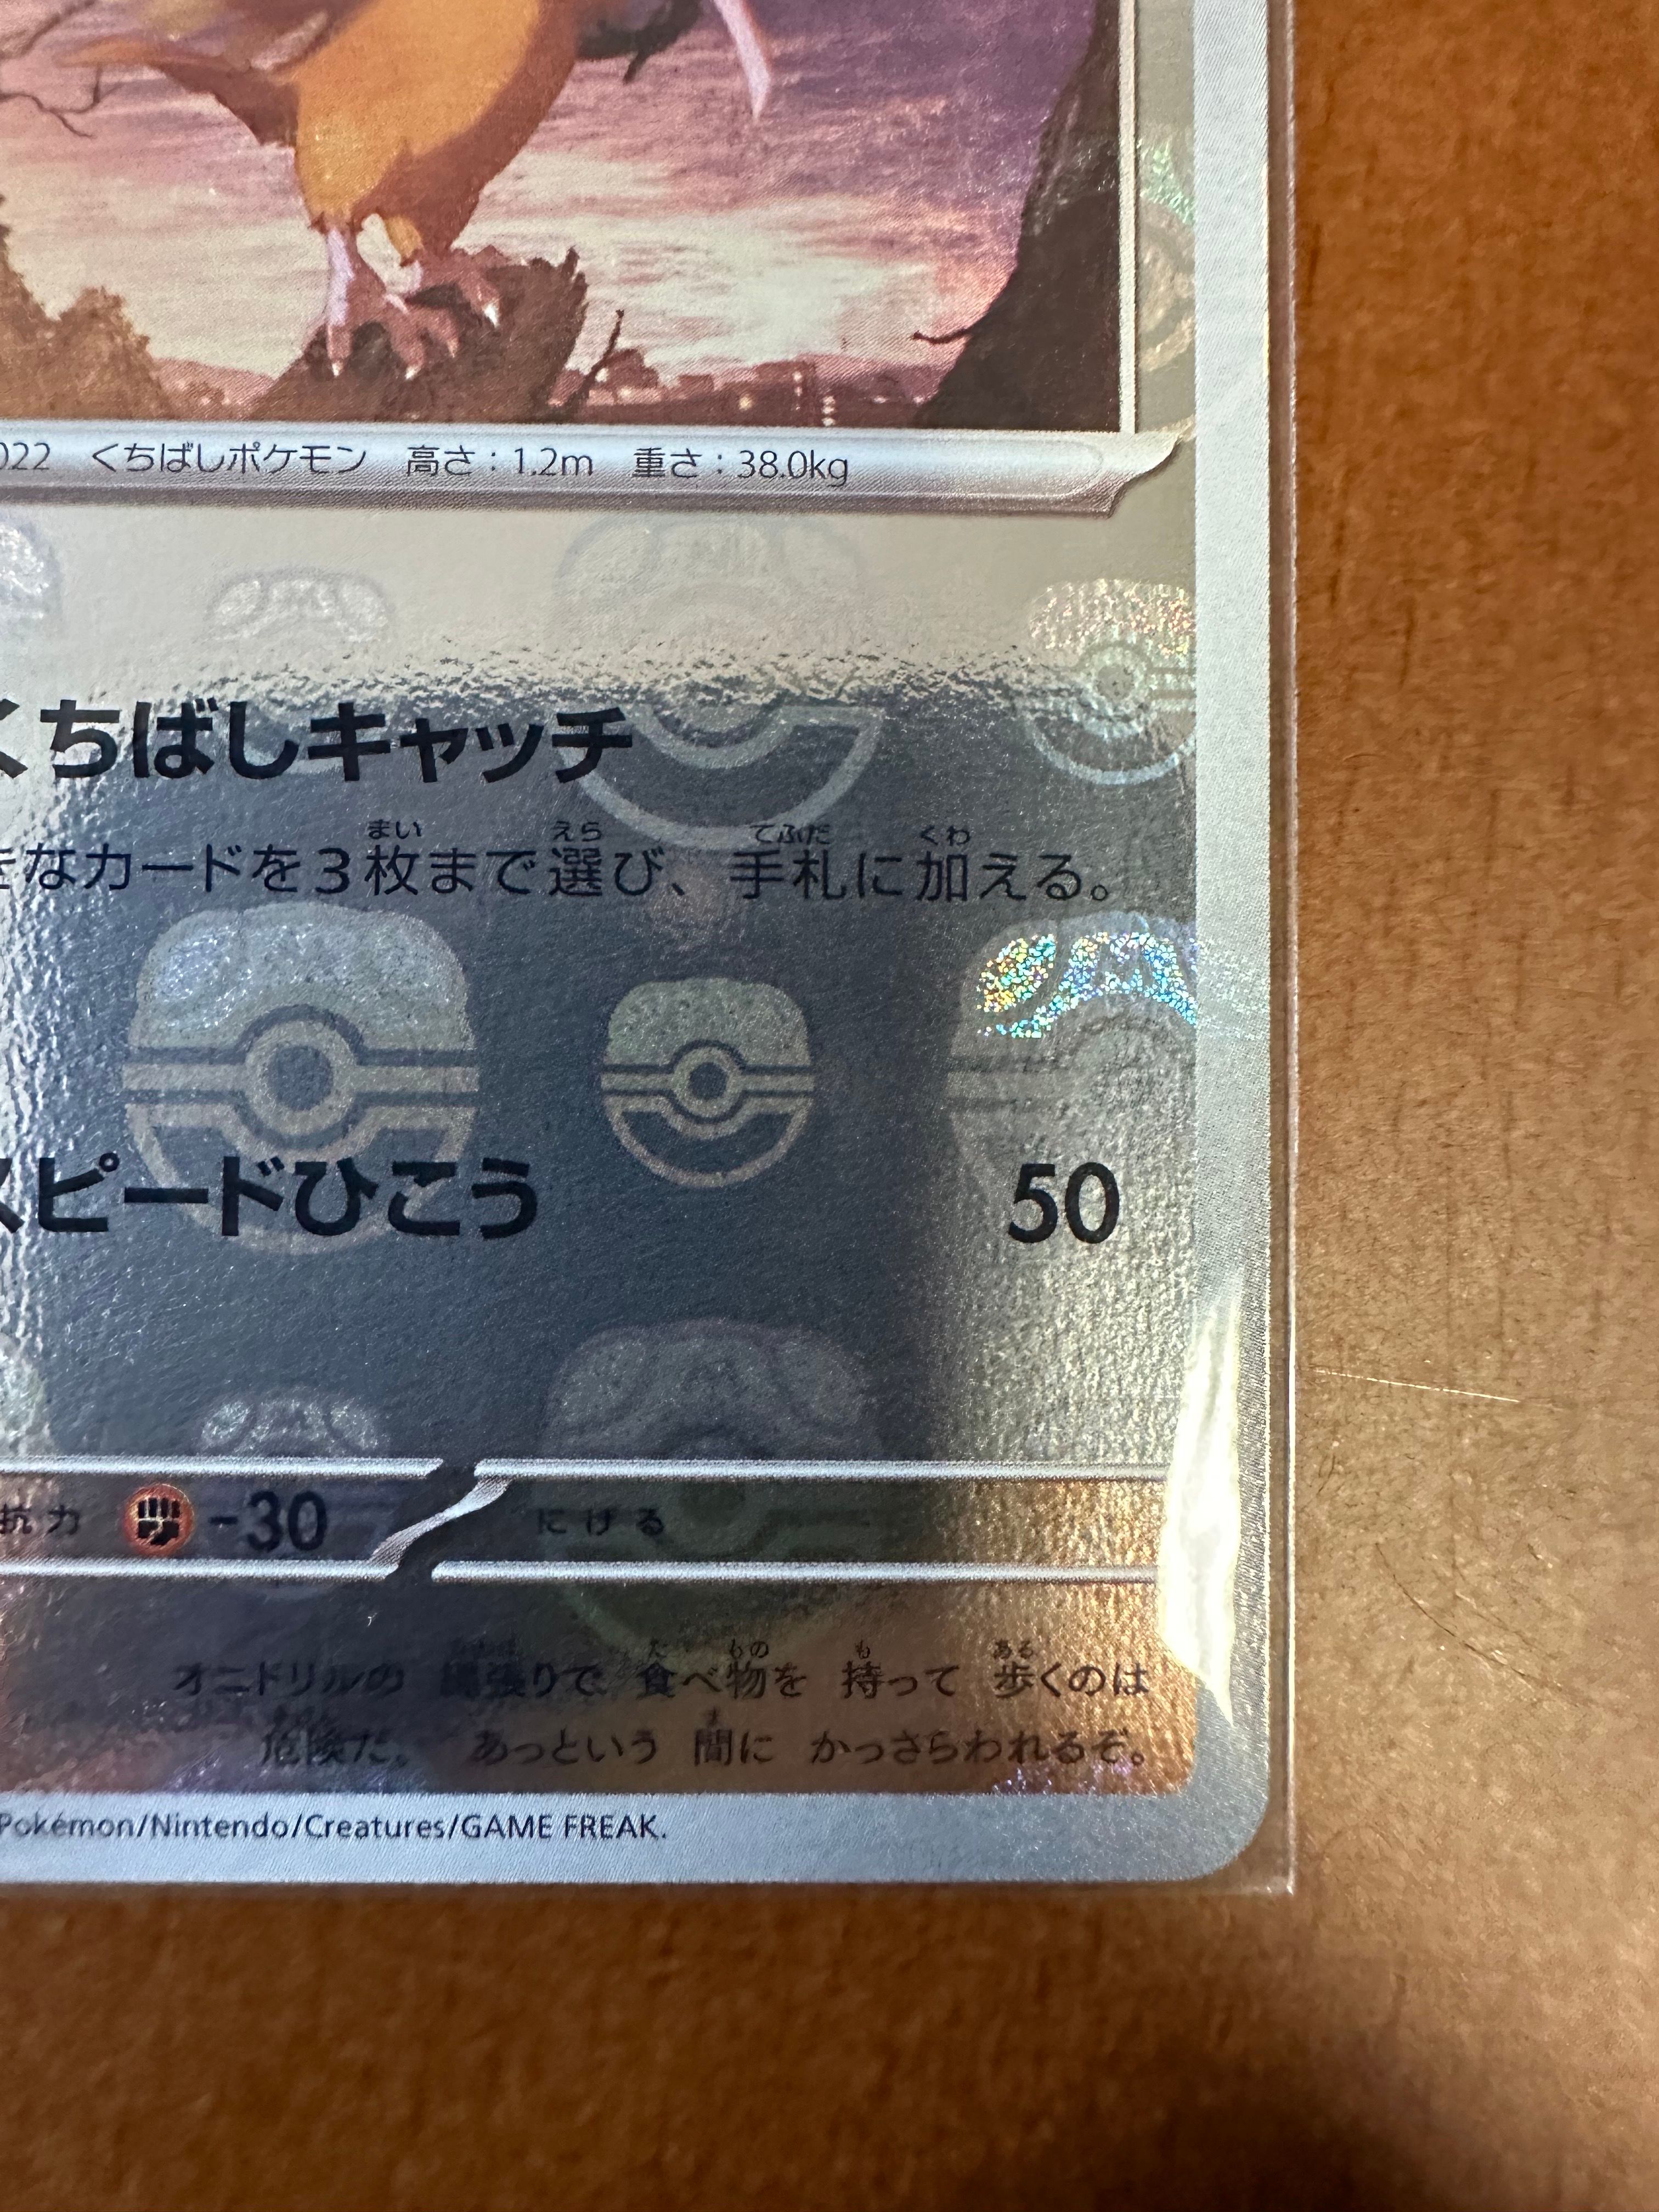 022 くちばしポケモン 高さ:1.2m 重さ:38.0kg
くちばしキャッチ
まい えら てふだ くわ
なカードを3枚まで選び、手札に加える。
スピードひこう 50
抗力 -30 にげる
た もの も ある
オニドリルの 縄張りで 食べ物を 持って 歩くのは
ま
危険だ。 あっという 間に かっさらわれるぞ。
Pokémon/Nintendo/Creatures/GAME FREAK.